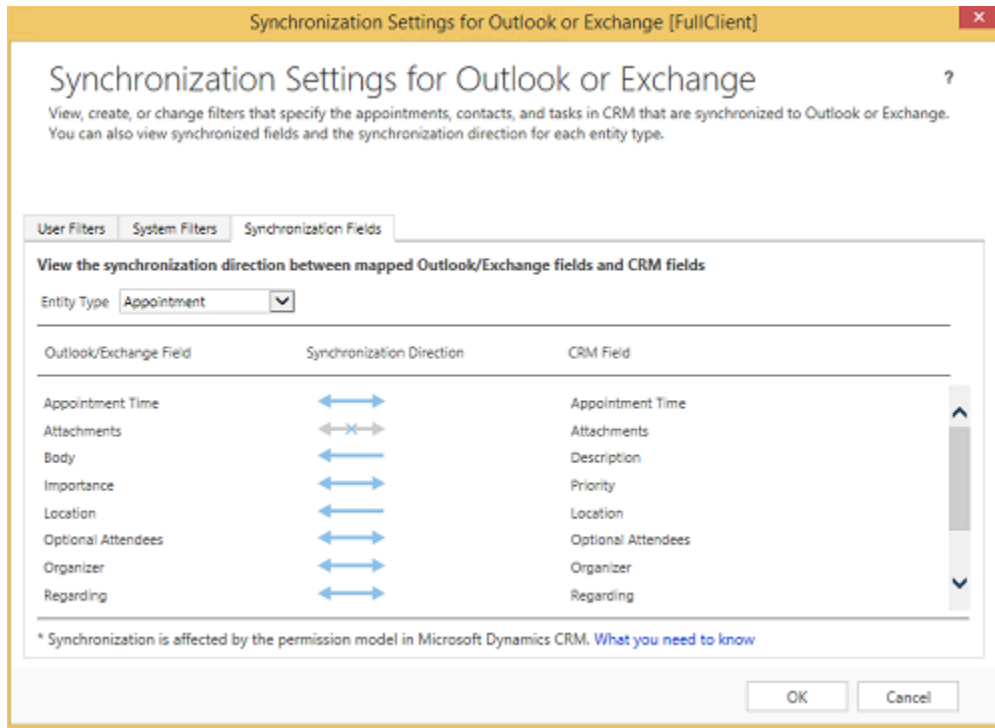 Synchronization Settings for Outlook or Exchange [FullClient]
Synchronization Settings for Outlook or Exchange
?
View, create, or change filters that specify the appointments, contacts, and tasks in CRM that are synchronized to Outlook or Exchange.
You can also view synchronized fields and the synchronization direction for each entity type.
User Filters System Filters Synchronization Fields
View the synchronization direction between mapped Outlook/Exchange fields and CRM fields
Entity Type Appointment
Outlook/Exchange Field Synchronization Direction CRM Field
Appointment Time Appointment Time
Attachments Attachments
Body Description
Importance Priority
Location Location
Optional Attendees Optional Attendees
Organizer Organizer
Regarding Regarding
* Synchronization is affected by the permission model in Microsoft Dynamics CRM. What you need to know
OK Cancel